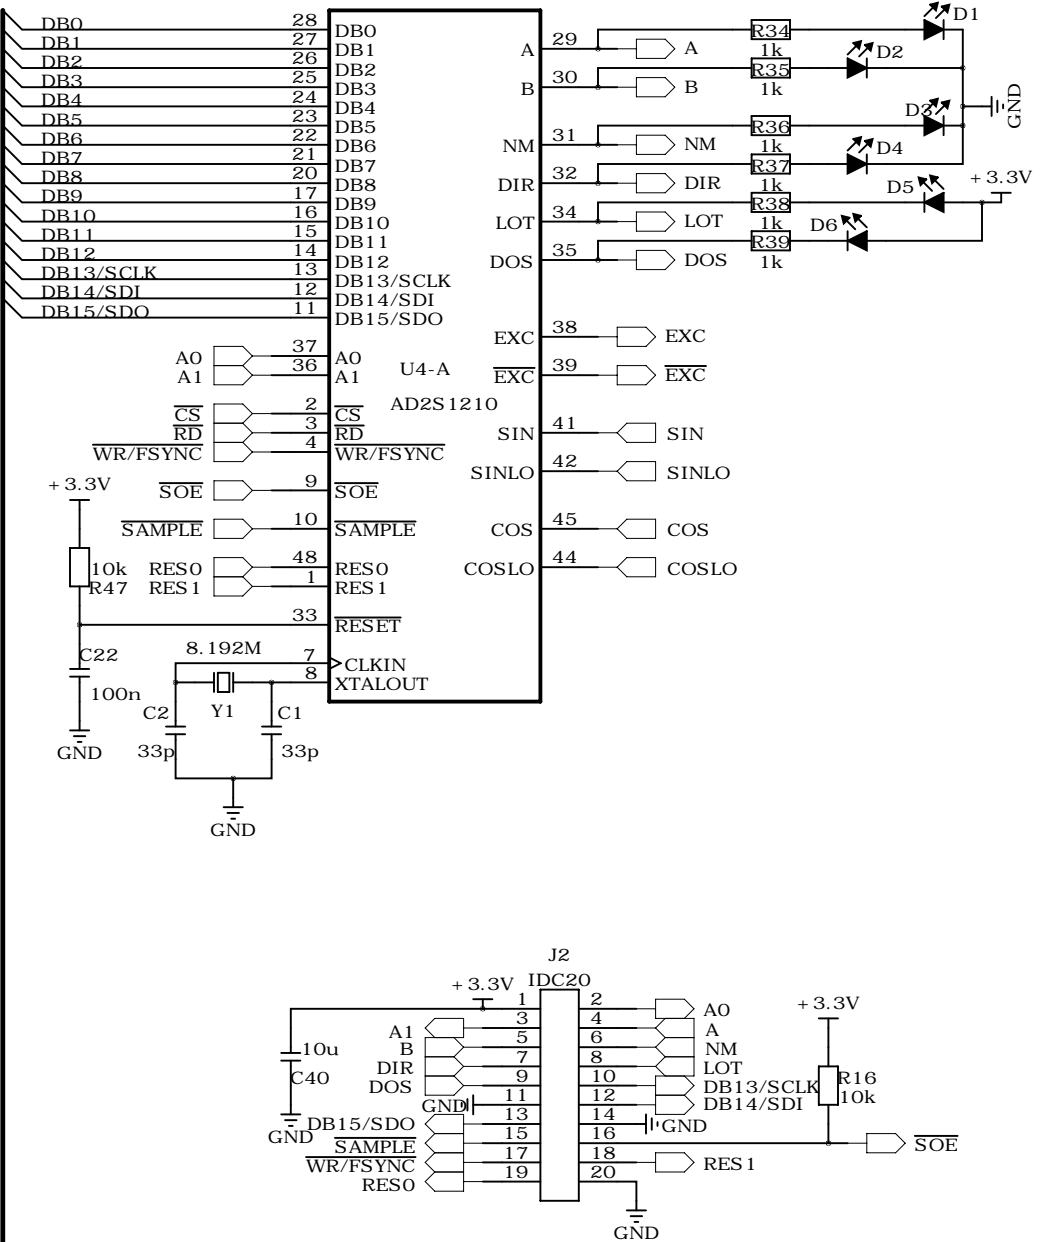 DB0 28 DB0
DB1 27 DB1
DB2 26 DB2
DB3 25 DB3
DB4 24 DB4
DB5 23 DB5
DB6 22 DB6
DB7 21 DB7
DB8 20 DB8
DB9 17 DB9
DB10 16 DB10
DB11 15 DB11
DB12 14 DB12
DB13/SCLK 13 DB13/SCLK
DB14/SDI 12 DB14/SDI
DB15/SDO 11 DB15/SDO
A0 37 A0
A1 36 A1
CS 2 CS
RD 3 RD
WR/FSYNC 4 WR/FSYNC
SOE 9 SOE
SAMPLE 10 SAMPLE
RES0 48 RES0
RES1 1 RES1
33 RESET
7 CLKIN
8 XTALOUT
U4-A
AD2S1210
A 29 A R34 1k D1
B 30 B R35 1k D2
NM 31 NM R36 1k D3
DIR 32 DIR R37 1k D4
LOT 34 LOT R38 1k D5
DOS 35 DOS R39 1k D6
GND
+3.3V
EXC 38 EXC
EXC 39 EXC
SIN 41 SIN
SINLO 42 SINLO
COS 45 COS
COSLO 44 COSLO
+3.3V
10k
R47
C22
100n
GND
8.192M
Y1
C2
33p
C1
33p
GND
J2
IDC20
+3.3V 1 2 A0
A1 3 4 A
B 5 6 NM
DIR 7 8 LOT
DOS 9 10 DB13/SCLK
GND 11 12 DB14/SDI
DB15/SDO 13 14 GND
SAMPLE 15 16 SOE
WR/FSYNC 17 18 RES1
RES0 19 20
GND
10u
C40
GND
+3.3V
R16
10k